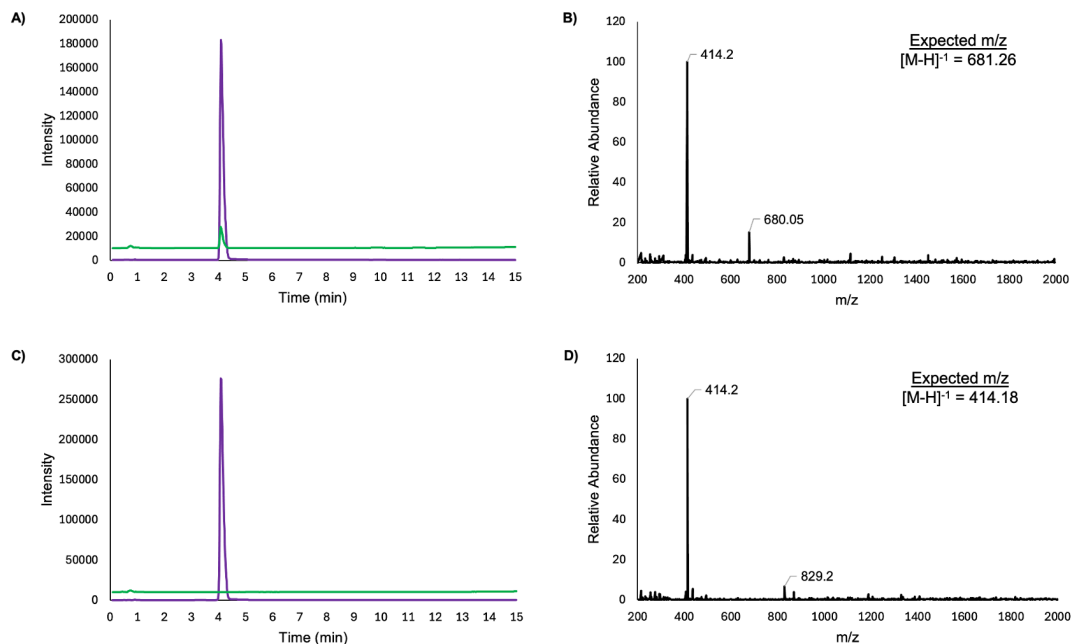 A)
200000
180000
160000
140000
120000
100000
80000
60000
40000
20000
0
Intensity
0 1 2 3 4 5 6 7 8 9 10 11 12 13 14 15
Time (min)
B)
120
100
80
60
40
20
0
Relative Abundance
414.2
680.05
Expected m/z
[M-H]-1 = 681.26
200 400 600 800 1000 1200 1400 1600 1800 2000
m/z
C)
300000
250000
200000
150000
100000
50000
0
Intensity
0 1 2 3 4 5 6 7 8 9 10 11 12 13 14 15
Time (min)
D)
120
100
80
60
40
20
0
Relative Abundance
414.2
829.2
Expected m/z
[M-H]-1 = 414.18
200 400 600 800 1000 1200 1400 1600 1800 2000
m/z